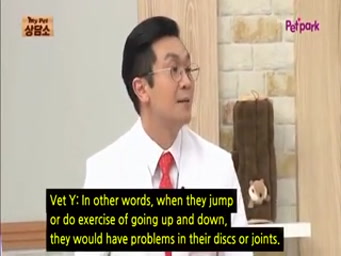 My Pet
상담소
Petpark
Vet Y: In other words, when they jump
or do exercise of going up and down,
they would have problems in their discs or joints.